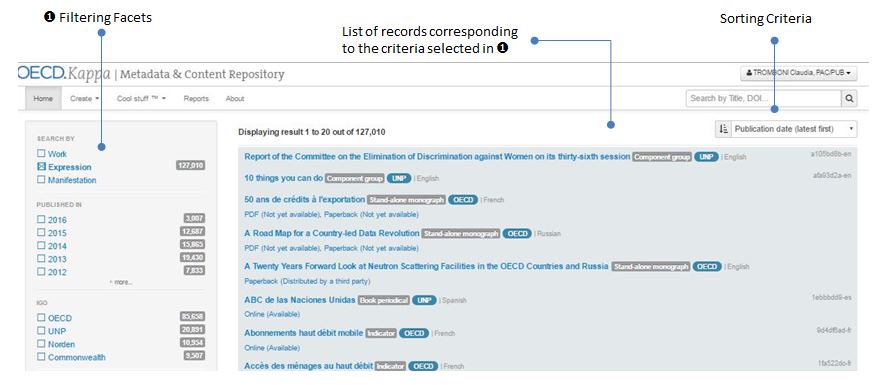 ❶ Filtering Facets
List of records corresponding
to the criteria selected in ❶
Sorting Criteria
OECD.Kappa | Metadata & Content Repository
TROMBONI Claudia, PAC/PUB
Home Create Cool stuff ™ Reports About
Search by Title, DOI...
SEARCH BY
Work
Expression 127,010
Manifestation
PUBLISHED IN
2016 3,007
2015 12,687
2014 15,865
2013 19,430
2012 7,833
+ more...
IGO
OECD 85,658
UNP 20,891
Norden 10,954
Commonwealth 9,507
Displaying result 1 to 20 out of 127,010
Publication date (latest first)
Report of the Committee on the Elimination of Discrimination against Women on its thirty-sixth session Component group UNP | English a105bd8b-en
10 things you can do Component group UNP | English afa93d2a-en
50 ans de crédits à l'exportation Stand-alone monograph OECD | French
PDF (Not yet available), Paperback (Not yet available)
A Road Map for a Country-led Data Revolution Stand-alone monograph OECD | Russian
PDF (Not yet available), Paperback (Not yet available)
A Twenty Years Forward Look at Neutron Scattering Facilities in the OECD Countries and Russia Stand-alone monograph OECD | English
Paperback (Distributed by a third party)
ABC de las Naciones Unidas Book periodical UNP | Spanish 1ebbbdd9-es
Online (Available)
Abonnements haut débit mobile Indicator OECD | French 9d4df6ad-fr
Online (Available)
Accès des ménages au haut débit Indicator OECD | French 1fa522dc-fr